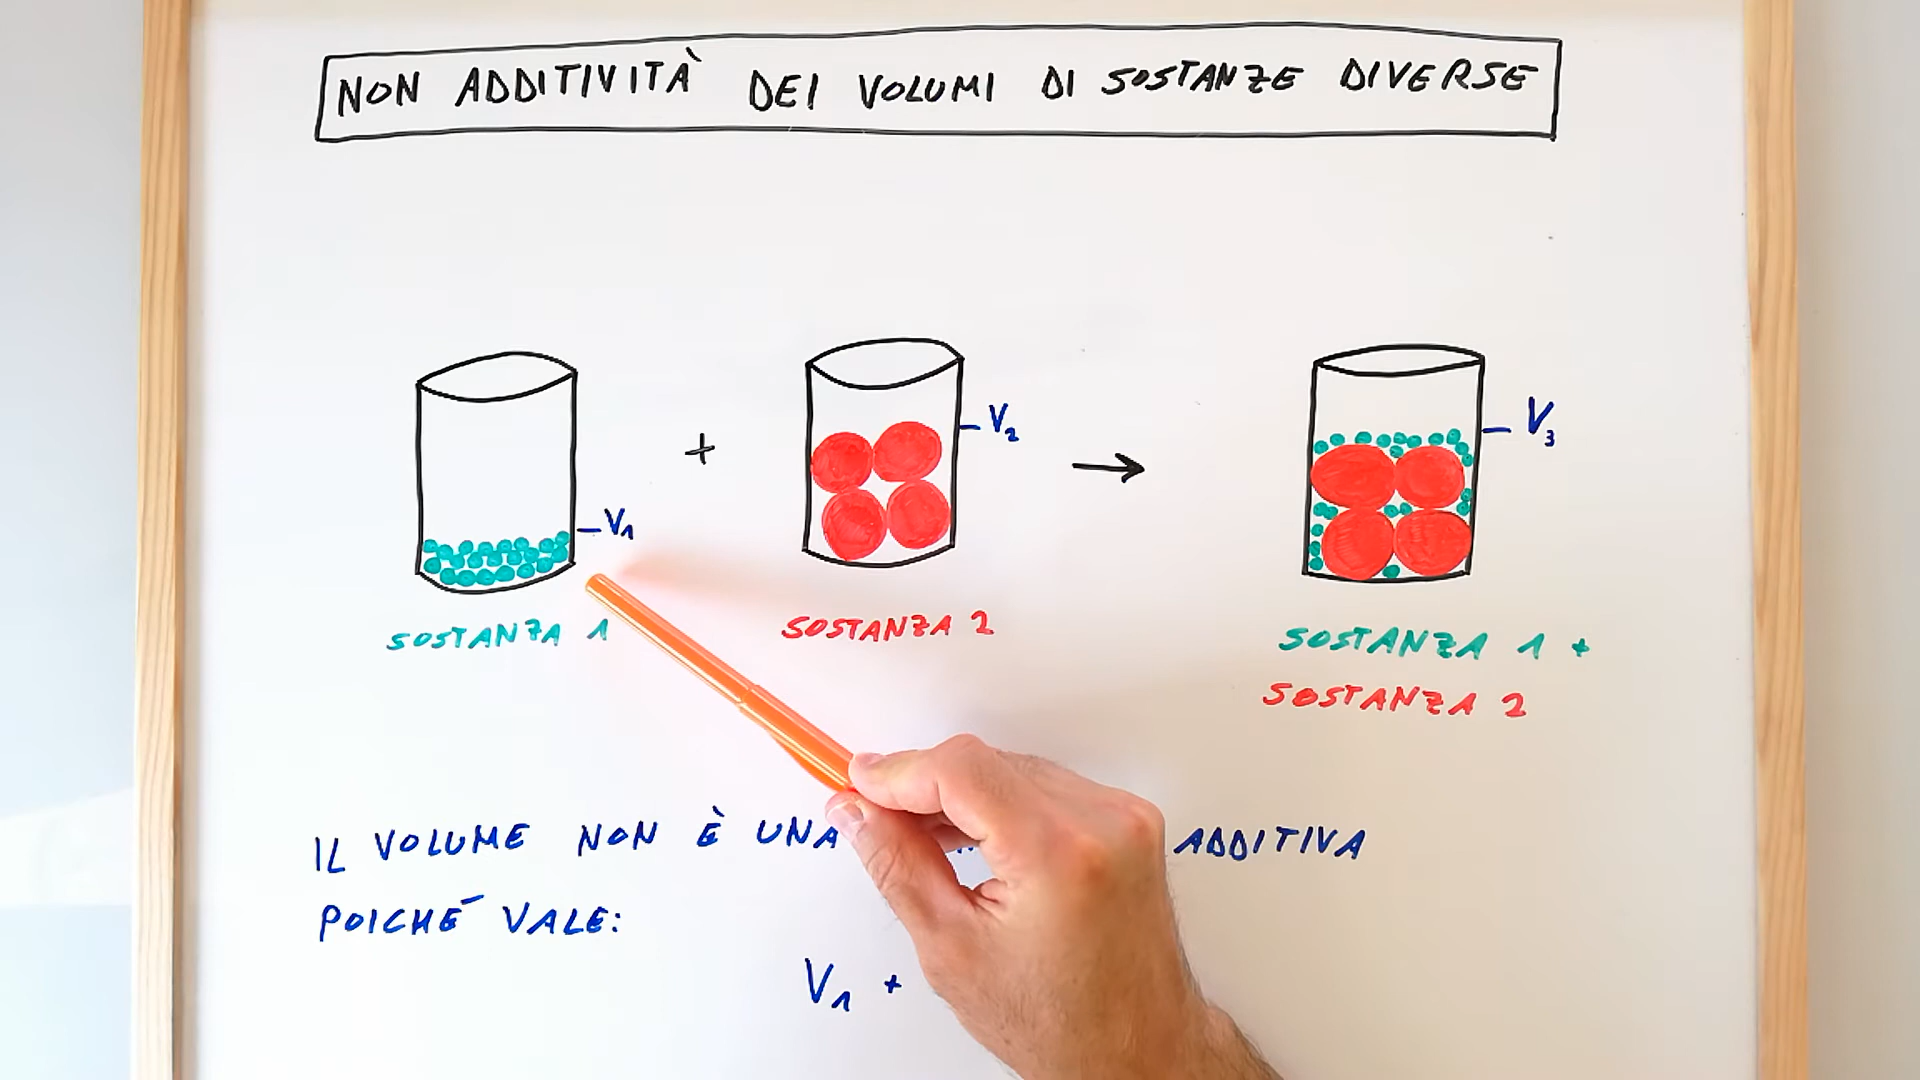 NON ADDITIVITÀ DEI VOLUMI DI SOSTANZE DIVERSE
V₁
+
V₂
→
V₃
SOSTANZA 1
SOSTANZA 2
SOSTANZA 1 +
SOSTANZA 2
IL VOLUME NON È UNA ADDITIVA
POICHÉ VALE:
V₁ +